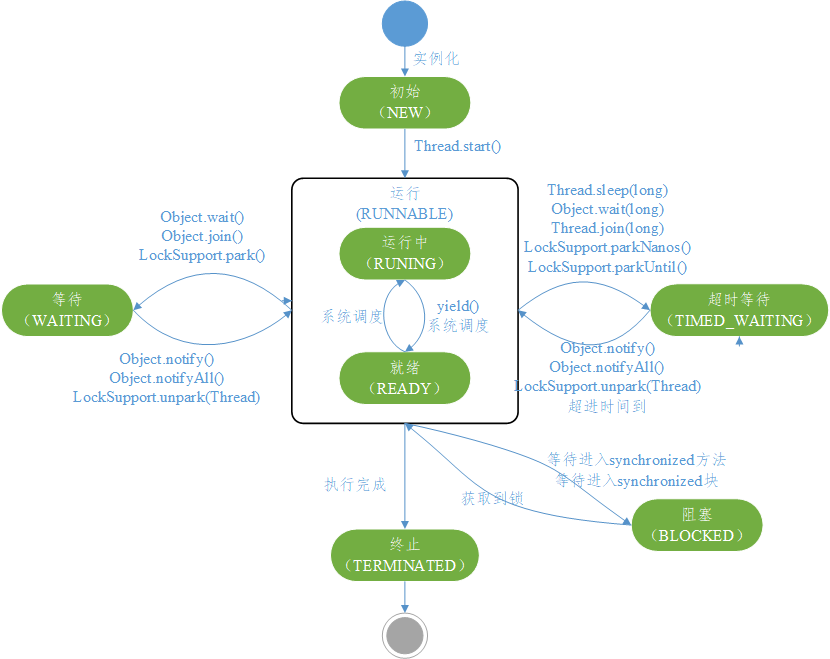 实例化
初始
（NEW）
Thread.start()
运行
(RUNNABLE)
运行中
（RUNING）
系统调度
yield()
系统调度
就绪
（READY）
Object.wait()
Object.join()
LockSupport.park()
等待
（WAITING）
Object.notify()
Object.notifyAll()
LockSupport.unpark(Thread)
Thread.sleep(long)
Object.wait(long)
Thread.join(long)
LockSupport.parkNanos()
LockSupport.parkUntil()
超时等待
（TIMED_WAITING）
Object.notify()
Object.notifyAll()
LockSupport.unpark(Thread)
超进时间到
等待进入synchronized方法
等待进入synchronized块
获取到锁
阻塞
（BLOCKED）
执行完成
终止
（TERMINATED）